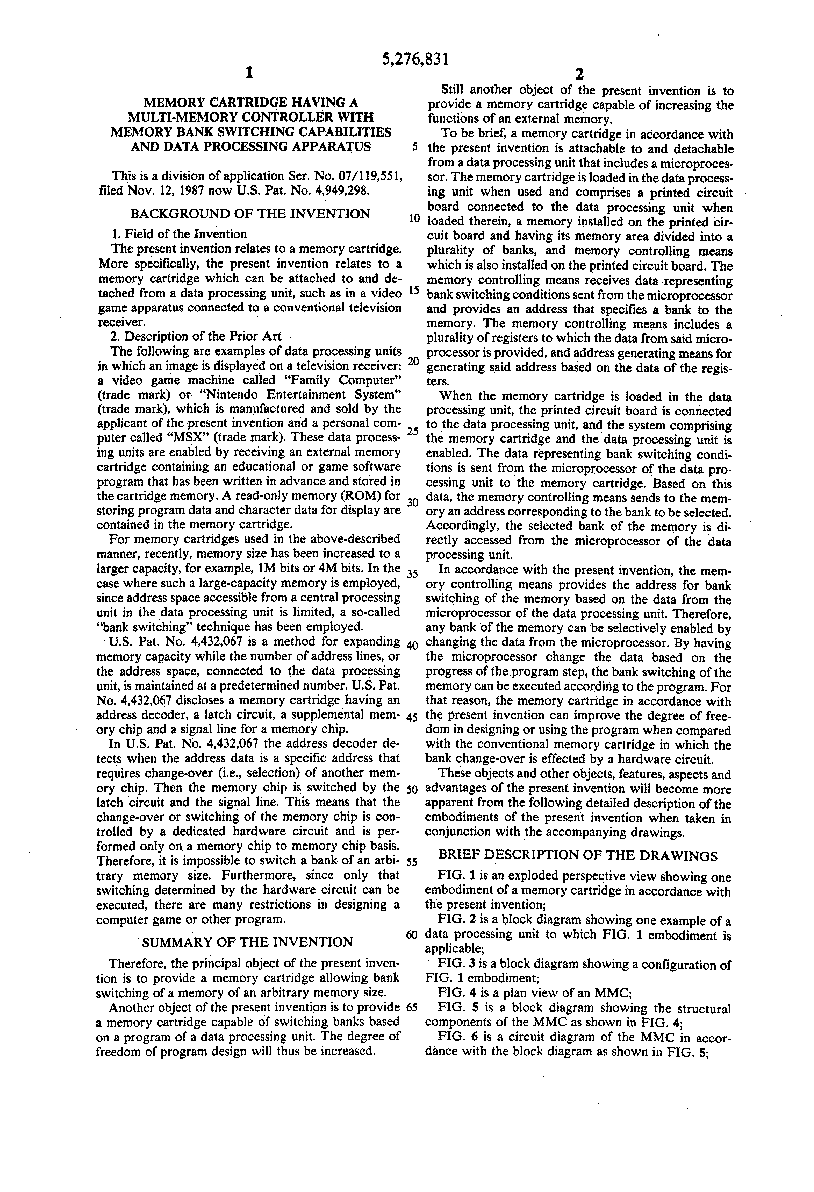 5,276,831
1
MEMORY CARTRIDGE HAVING A
MULTI-MEMORY CONTROLLER WITH
MEMORY BANK SWITCHING CAPABILITIES
AND DATA PROCESSING APPARATUS
This is a division of application Ser. No. 07/119,551,
filed Nov. 12, 1987 now U.S. Pat. No. 4,949,298.
BACKGROUND OF THE INVENTION
1. Field of the Invention
The present invention relates to a memory cartridge.
More specifically, the present invention relates to a
memory cartridge which can be attached to and de-
tached from a data processing unit, such as in a video
game apparatus connected to a conventional television
receiver.
2. Description of the Prior Art
The following are examples of data processing units
in which an image is displayed on a television receiver:
a video game machine called "Family Computer"
(trade mark) or "Nintendo Entertainment System"
(trade mark), which is manufactured and sold by the
applicant of the present invention and a personal com-
puter called "MSX" (trade mark). These data process-
ing units are enabled by receiving an external memory
cartridge containing an educational or game software
program that has been written in advance and stored in
the cartridge memory. A read-only memory (ROM) for
storing program data and character data for display are
contained in the memory cartridge.
For memory cartridges used in the above-described
manner, recently, memory size has been increased to a
larger capacity, for example, 1M bits or 4M bits. In the
case where such a large-capacity memory is employed,
since address space accessible from a central processing
unit in the data processing unit is limited, a so-called
"bank switching" technique has been employed.
U.S. Pat. No. 4,432,067 is a method for expanding
memory capacity while the number of address lines, or
the address space, connected to the data processing
unit, is maintained at a predetermined number. U.S. Pat.
No. 4,432,067 discloses a memory cartridge having an
address decoder, a latch circuit, a supplemental mem-
ory chip and a signal line for a memory chip.
In U.S. Pat. No. 4,432,067 the address decoder de-
tects when the address data is a specific address that
requires change-over (i.e., selection) of another mem-
ory chip. Then the memory chip is switched by the
latch circuit and the signal line. This means that the
change-over or switching of the memory chip is con-
trolled by a dedicated hardware circuit and is per-
formed only on a memory chip to memory chip basis.
Therefore, it is impossible to switch a bank of an arbi-
trary memory size. Furthermore, since only that
switching determined by the hardware circuit can be
executed, there are many restrictions in designing a
computer game or other program.
SUMMARY OF THE INVENTION
Therefore, the principal object of the present inven-
tion is to provide a memory cartridge allowing bank
switching of a memory of an arbitrary memory size.
Another object of the present invention is to provide
a memory cartridge capable of switching banks based
on a program of a data processing unit. The degree of
freedom of program design will thus be increased.
5
10
15
20
25
30
35
40
45
50
55
60
65
2
Still another object of the present invention is to
provide a memory cartridge capable of increasing the
functions of an external memory.
To be brief, a memory cartridge in accordance with
the present invention is attachable to and detachable
from a data processing unit that includes a microproces-
sor. The memory cartridge is loaded in the data process-
ing unit when used and comprises a printed circuit
board connected to the data processing unit when
loaded therein, a memory installed on the printed cir-
cuit board and having its memory area divided into a
plurality of banks, and memory controlling means
which is also installed on the printed circuit board. The
memory controlling means receives data representing
bank switching conditions sent from the microprocessor
and provides an address that specifies a bank to the
memory. The memory controlling means includes a
plurality of registers to which the data from said micro-
processor is provided, and address generating means for
generating said address based on the data of the regis-
ters.
When the memory cartridge is loaded in the data
processing unit, the printed circuit board is connected
to the data processing unit, and the system comprising
the memory cartridge and the data processing unit is
enabled. The data representing bank switching condi-
tions is sent from the microprocessor of the data pro-
cessing unit to the memory cartridge. Based on this
data, the memory controlling means sends to the mem-
ory an address corresponding to the bank to be selected.
Accordingly, the selected bank of the memory is di-
rectly accessed from the microprocessor of the data
processing unit.
In accordance with the present invention, the mem-
ory controlling means provides the address for bank
switching of the memory based on the data from the
microprocessor of the data processing unit. Therefore,
any bank of the memory can be selectively enabled by
changing the data from the microprocessor. By having
the microprocessor change the data based on the
progress of the program step, the bank switching of the
memory can be executed according to the program. For
that reason, the memory cartridge in accordance with
the present invention can improve the degree of free-
dom in designing or using the program when compared
with the conventional memory cartridge in which the
bank change-over is effected by a hardware circuit.
These objects and other objects, features, aspects and
advantages of the present invention will become more
apparent from the following detailed description of the
embodiments of the present invention when taken in
conjunction with the accompanying drawings.
BRIEF DESCRIPTION OF THE DRAWINGS
FIG. 1 is an exploded perspective view showing one
embodiment of a memory cartridge in accordance with
the present invention;
FIG. 2 is a block diagram showing one example of a
data processing unit to which FIG. 1 embodiment is
applicable;
FIG. 3 is a block diagram showing a configuration of
FIG. 1 embodiment;
FIG. 4 is a plan view of an MMC;
FIG. 5 is a block diagram showing the structural
components of the MMC as shown in FIG. 4;
FIG. 6 is a circuit diagram of the MMC in accor-
dance with the block diagram as shown in FIG. 5;